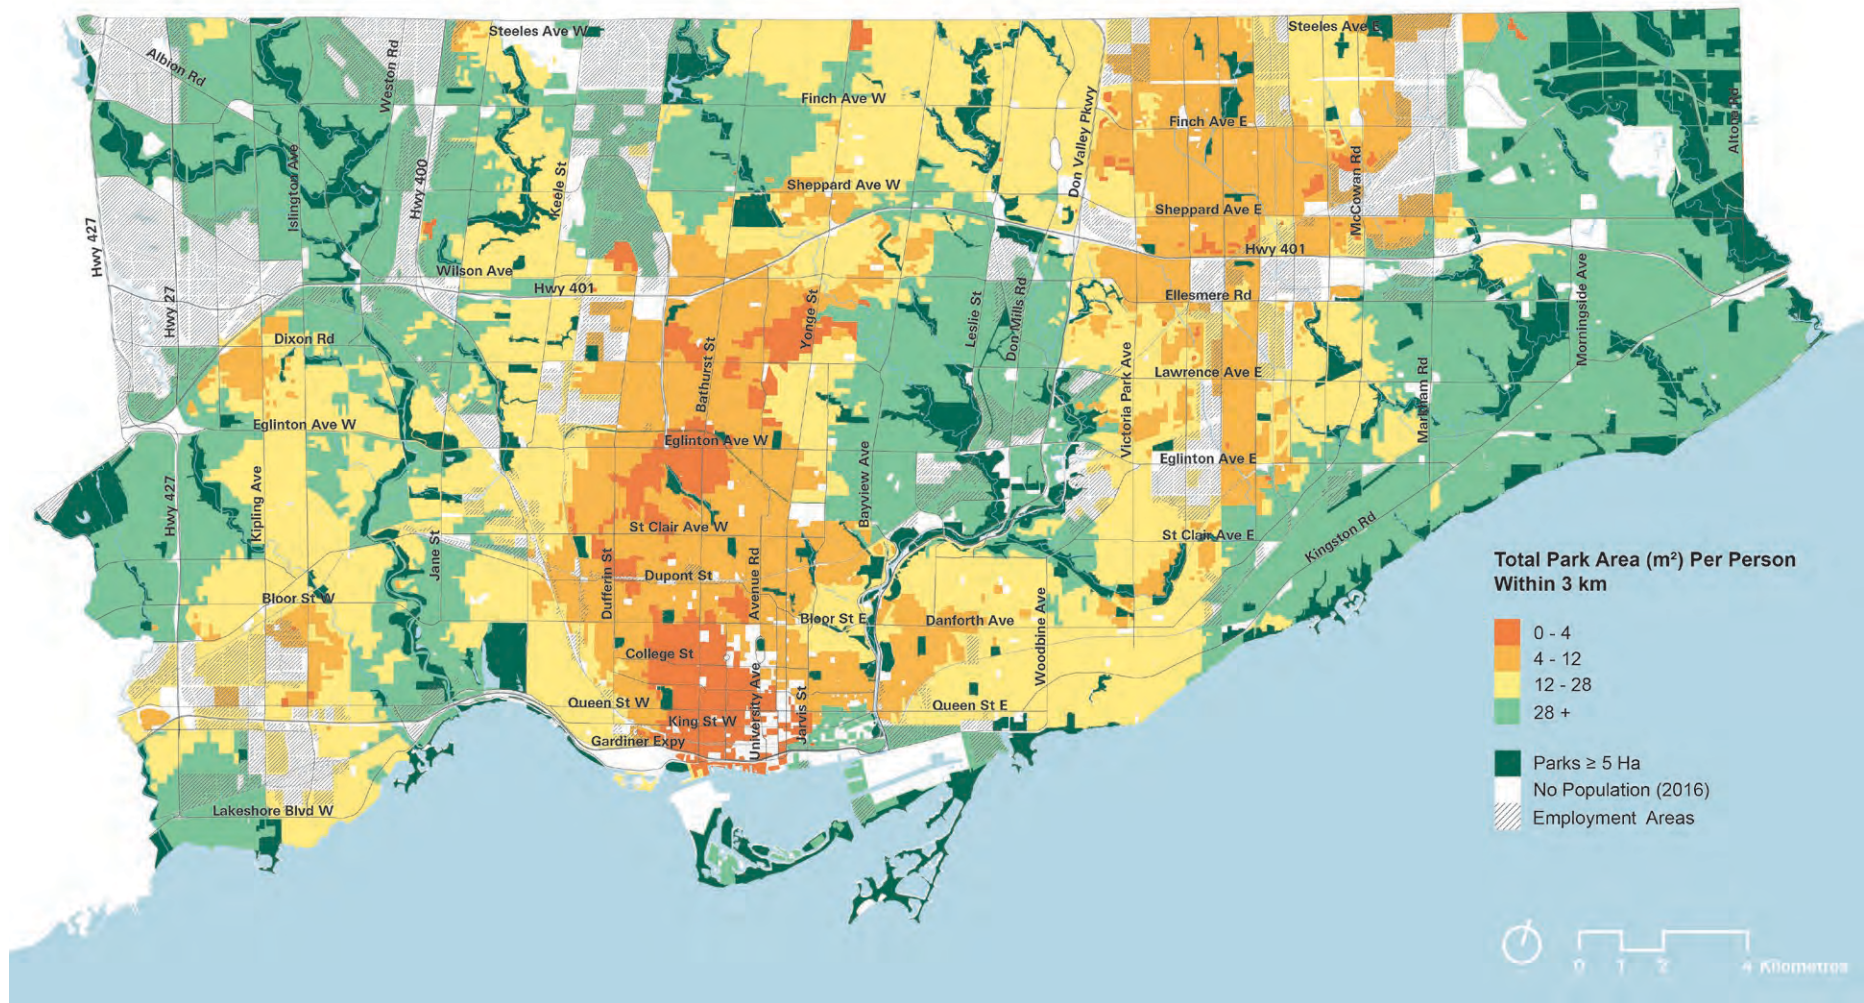 Steeles Ave W
Steeles Ave E
Albion Rd
Weston Rd
Finch Ave W
Don Valley Pkwy
Finch Ave E
Altona Rd
Islington Ave
Hwy 400
Keele St
Sheppard Ave W
Sheppard Ave E
McCowan Rd
Hwy 427
Wilson Ave
Hwy 401
Hwy 401
Hwy 27
Ellesmere Rd
Morningside Ave
Dixon Rd
Bathurst St
Yonge St
Leslie St
Don Mills Rd
Victoria Park Ave
Lawrence Ave E
Markham Rd
Eglinton Ave W
Eglinton Ave W
Eglinton Ave E
Hwy 427
Kipling Ave
Bayview Ave
St Clair Ave W
St Clair Ave E
Kingston Rd
Jane St
Dufferin St
Dupont St
Avenue Rd
Bloor St W
Bloor St E
Danforth Ave
Woodbine Ave
College St
University Ave
Jarvis St
Queen St W
Queen St E
King St W
Gardiner Expy
Lakeshore Blvd W
Total Park Area (m²) Per Person
Within 3 km
0 - 4
4 - 12
12 - 28
28 +
Parks ≥ 5 Ha
No Population (2016)
Employment Areas
0 1 2 4 Kilometres